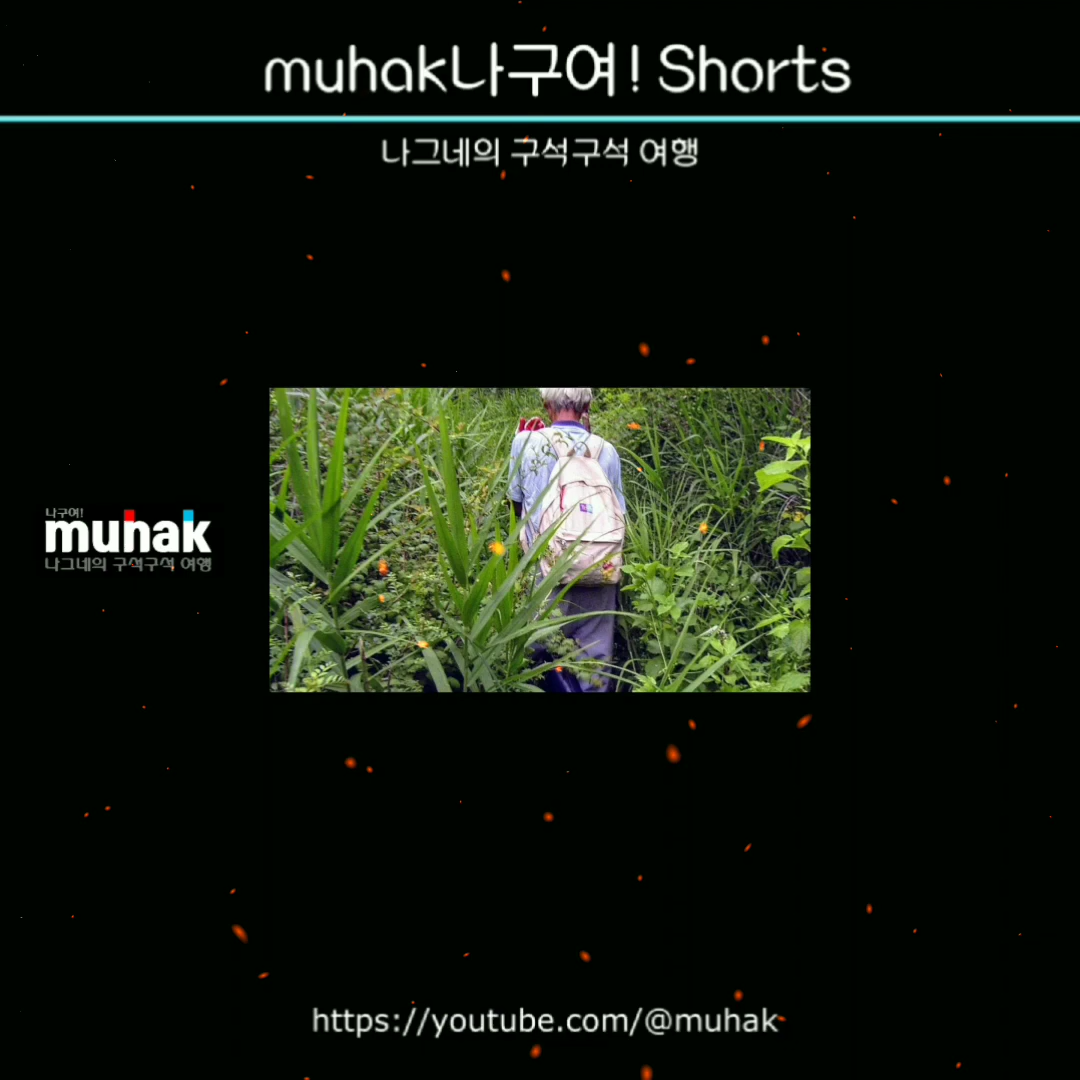 muhak나구여! Shorts
나그네의 구석구석 여행
나구여!
muhak
나그네의 구석구석 여행
https://youtube.com/@muhak